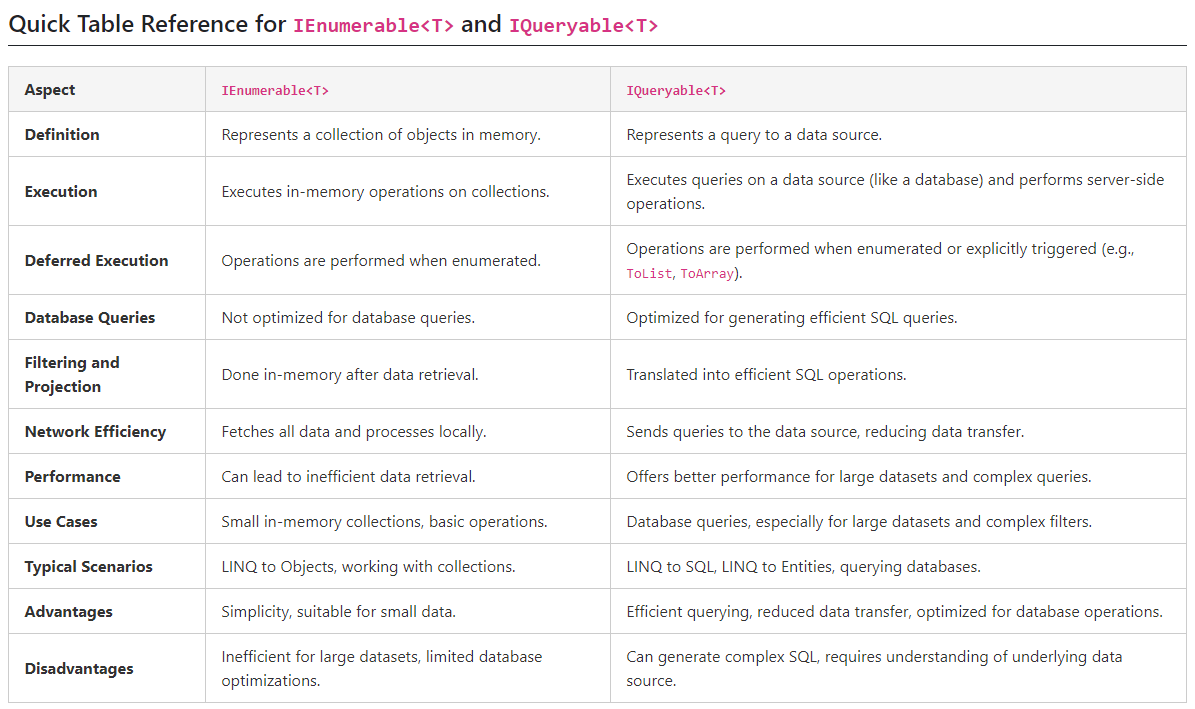 Quick Table Reference for IEnumerable<T> and IQueryable<T>
Aspect IEnumerable<T> IQueryable<T>
Definition Represents a collection of objects in memory. Represents a query to a data source.
Execution Executes in-memory operations on collections. Executes queries on a data source (like a database) and performs server-side
operations.
Deferred Execution Operations are performed when enumerated. Operations are performed when enumerated or explicitly triggered (e.g.,
ToList, ToArray).
Database Queries Not optimized for database queries. Optimized for generating efficient SQL queries.
Filtering and
Projection Done in-memory after data retrieval. Translated into efficient SQL operations.
Network Efficiency Fetches all data and processes locally. Sends queries to the data source, reducing data transfer.
Performance Can lead to inefficient data retrieval. Offers better performance for large datasets and complex queries.
Use Cases Small in-memory collections, basic operations. Database queries, especially for large datasets and complex filters.
Typical Scenarios LINQ to Objects, working with collections. LINQ to SQL, LINQ to Entities, querying databases.
Advantages Simplicity, suitable for small data. Efficient querying, reduced data transfer, optimized for database operations.
Disadvantages Inefficient for large datasets, limited database
optimizations. Can generate complex SQL, requires understanding of underlying data
source.